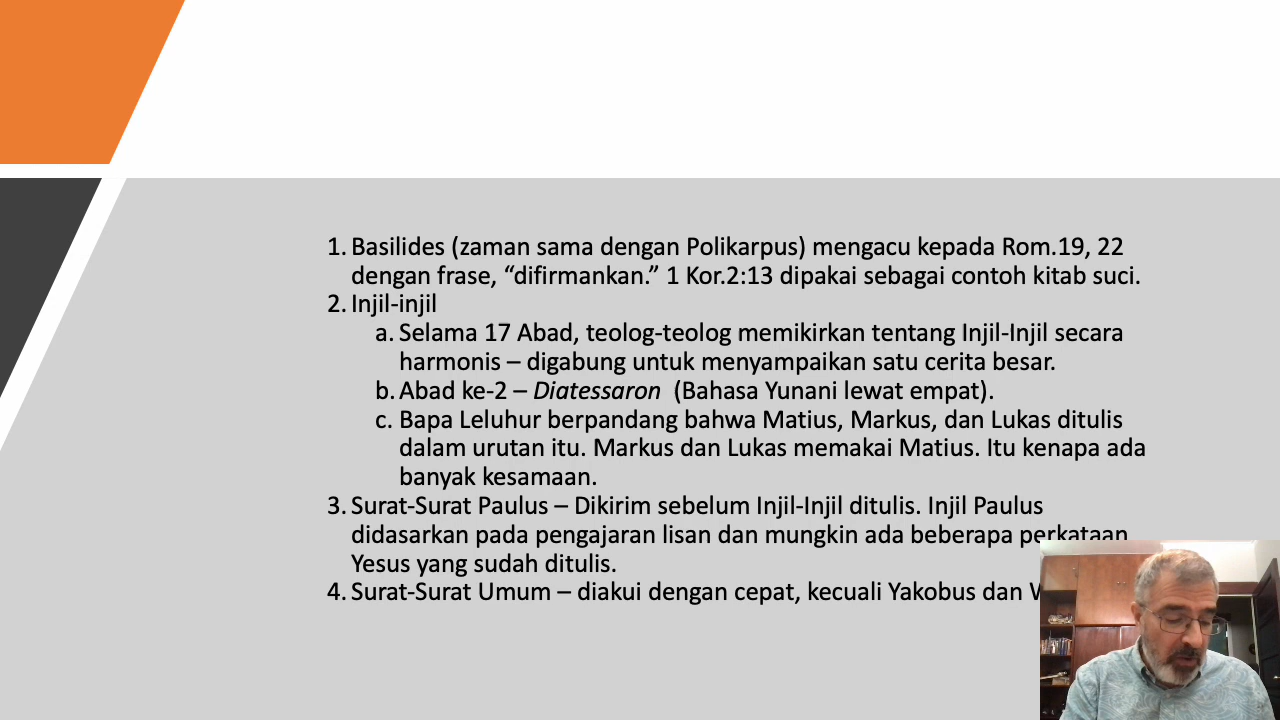 1. Basilides (zaman sama dengan Polikarpus) mengacu kepada Rom.19, 22
dengan frase, “difirmankan.” 1 Kor.2:13 dipakai sebagai contoh kitab suci.
2. Injil-injil
a. Selama 17 Abad, teolog-teolog memikirkan tentang Injil-Injil secara
harmonis – digabung untuk menyampaikan satu cerita besar.
b. Abad ke-2 – Diatessaron (Bahasa Yunani lewat empat).
c. Bapa Leluhur berpandang bahwa Matius, Markus, dan Lukas ditulis
dalam urutan itu. Markus dan Lukas memakai Matius. Itu kenapa ada
banyak kesamaan.
3. Surat-Surat Paulus – Dikirim sebelum Injil-Injil ditulis. Injil Paulus
didasarkan pada pengajaran lisan dan mungkin ada beberapa perkataan
Yesus yang sudah ditulis.
4. Surat-Surat Umum – diakui dengan cepat, kecuali Yakobus dan